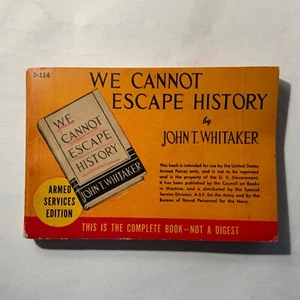 D-114
WE CANNOT
ESCAPE HISTORY
by
JOHN T. WHITAKER
WE
CANNOT
ESCAPE
HISTORY
JOHN T. WHITAKER
This book is intended for use by the United States
Armed Forces only, and is not to be reprinted
and is the property of the U. S. Government.
It has been published by the Council on Books
in Wartime, and is distributed by the Special
Service Division, A.S.F. for the Army and by the
Bureau of Naval Personnel for the Navy.
ARMED
SERVICES
EDITION
THIS IS THE COMPLETE BOOK—NOT A DIGEST